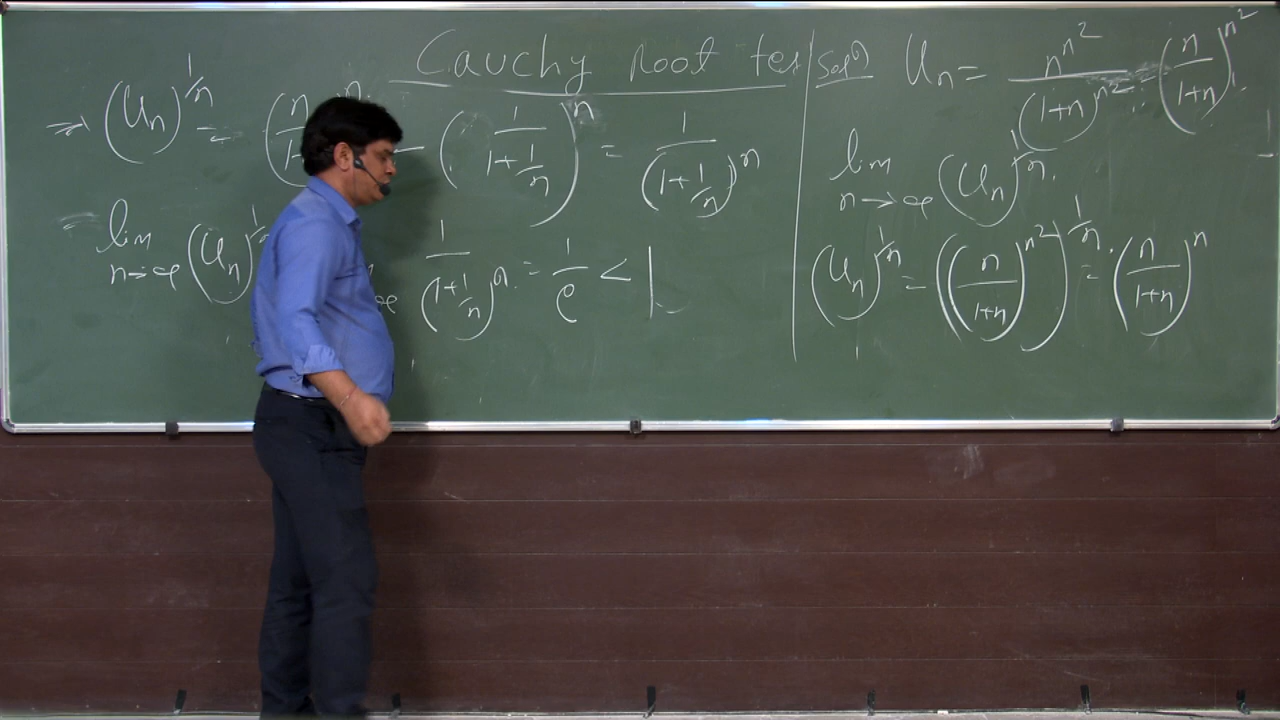 Cauchy Root test
Solⁿ Uₙ = n^(n²) / (1+n)^(n²) = (n/(1+n))^(n²).
lim n→∞ (Uₙ)^(1/n).
(Uₙ)^(1/n) = ((n/(1+n))^(n²))^(1/n) = (n/(1+n))^n
⇒ (Uₙ)^(1/n) = (n/1+ )^n = (1/(1+1/n))^n = 1/(1+1/n)^n
lim n→∞ (Uₙ)^(1/ 1/(1+1/n)^n = 1/e < 1.